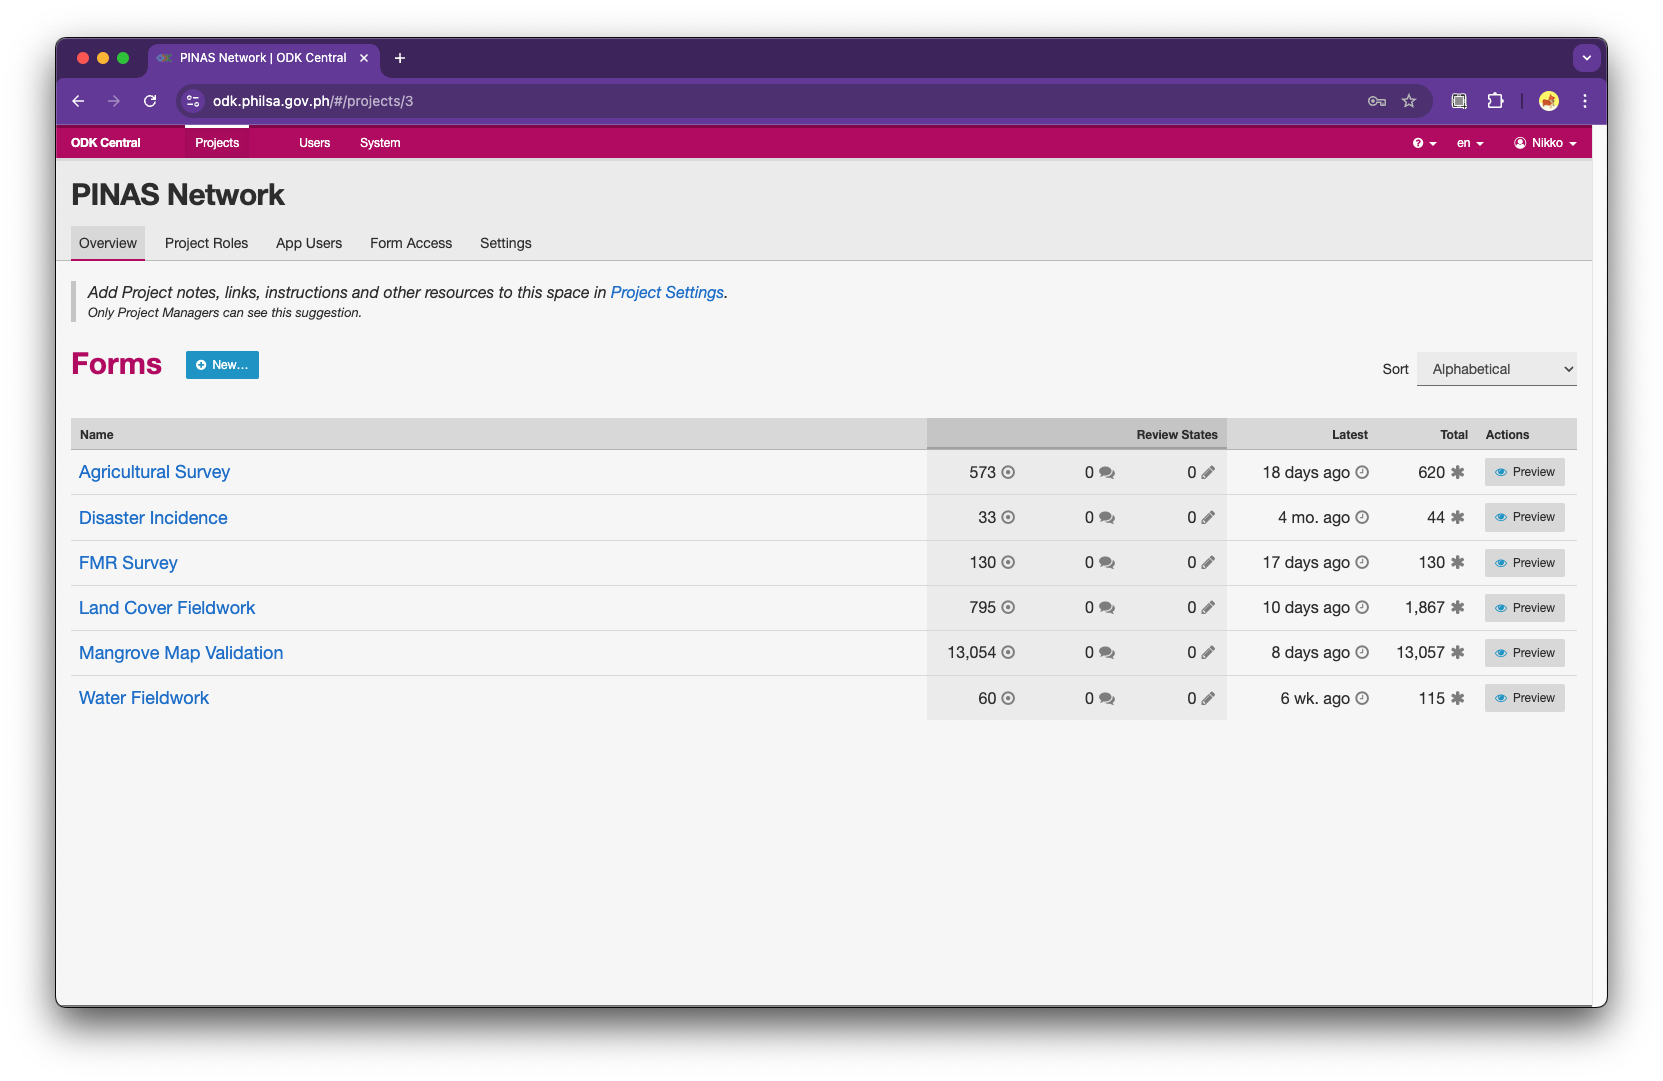 PINAS Network | ODK Central
odk.philsa.gov.ph/#/projects/3
ODK Central Projects Users System en Nikko
PINAS Network
Overview Project Roles App Users Form Access Settings
Add Project notes, links, instructions and other resources to this space in Project Settings.
Only Project Managers can see this suggestion.
Forms New... Sort Alphabetical
Name Review States Latest Total Actions
Agricultural Survey 573 0 0 18 days ago 620 Preview
Disaster Incidence 33 0 0 4 mo. ago 44 Preview
FMR Survey 130 0 0 17 days ago 130 Preview
Land Cover Fieldwork 795 0 0 10 days ago 1,867 Preview
Mangrove Map Validation 13,054 0 0 8 days ago 13,057 Preview
Water Fieldwork 60 0 0 6 wk. ago 115 Preview